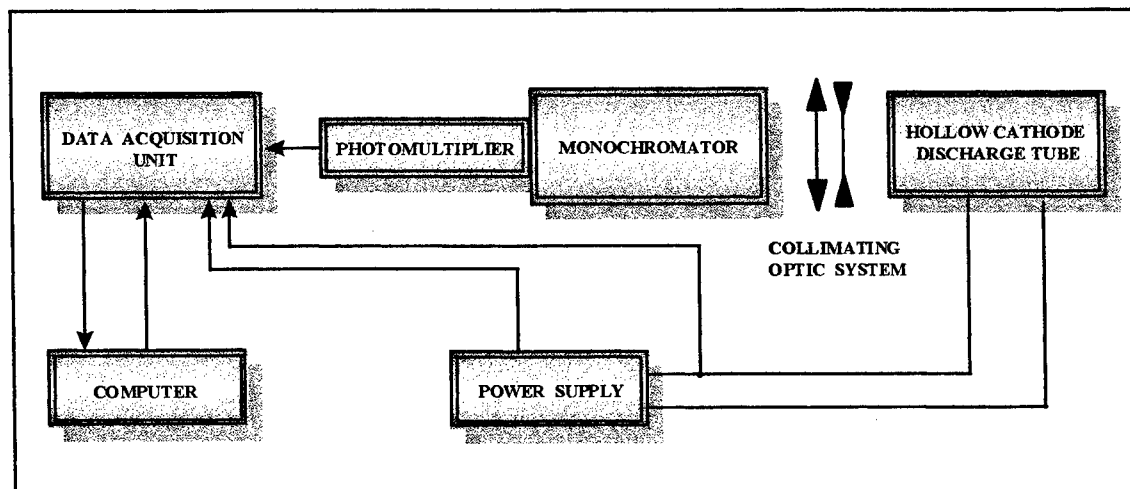 DATA ACQUISITION
UNIT
PHOTOMULTIPLIER
MONOCHROMATOR
HOLLOW CATHODE
DISCHARGE TUBE
COLLIMATING
OPTIC SYSTEM
COMPUTER
POWER SUPPLY